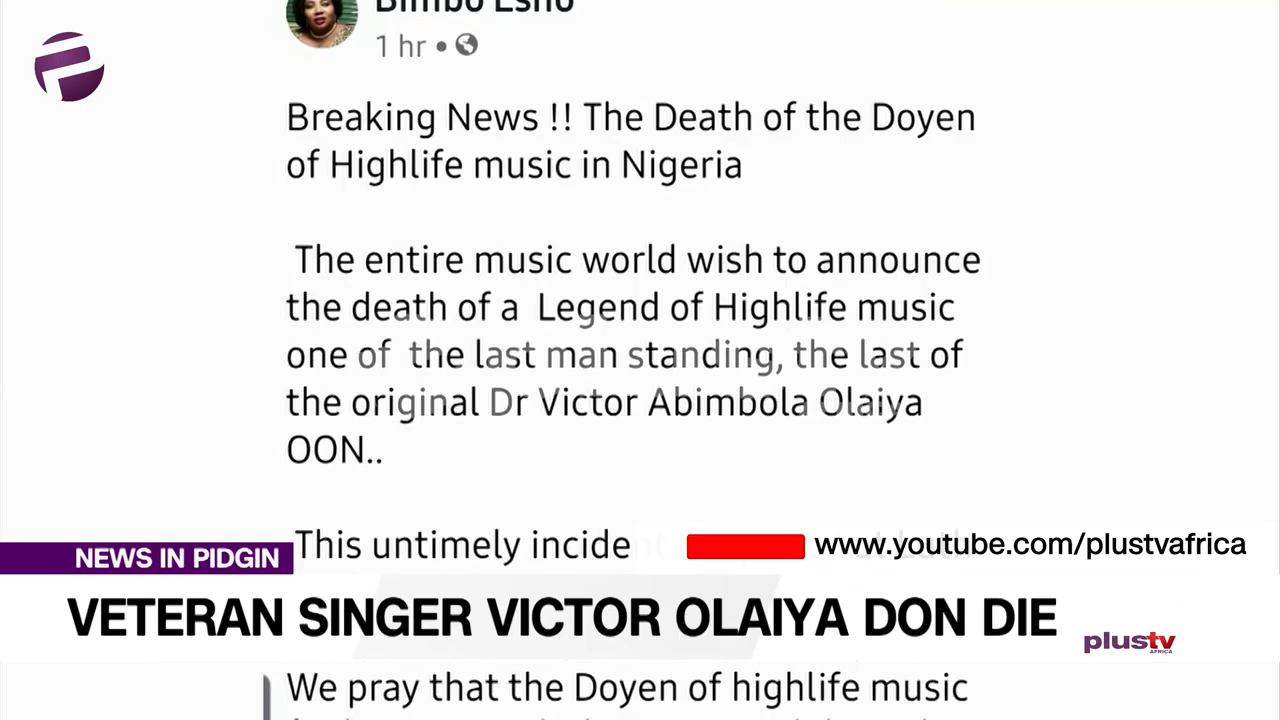 Bimbo Esho
1 hr •
Breaking News !! The Death of the Doyen
of Highlife music in Nigeria
The entire music world wish to announce
the death of a Legend of Highlife music
one of the last man standing, the last of
the original Dr Victor Abimbola Olaiya
OON..
This untimely incide
www.youtube.com/plustvafrica
NEWS IN PIDGIN
VETERAN SINGER VICTOR OLAIYA DON DIE
plustv
AFRICA
We pray that the Doyen of highlife music